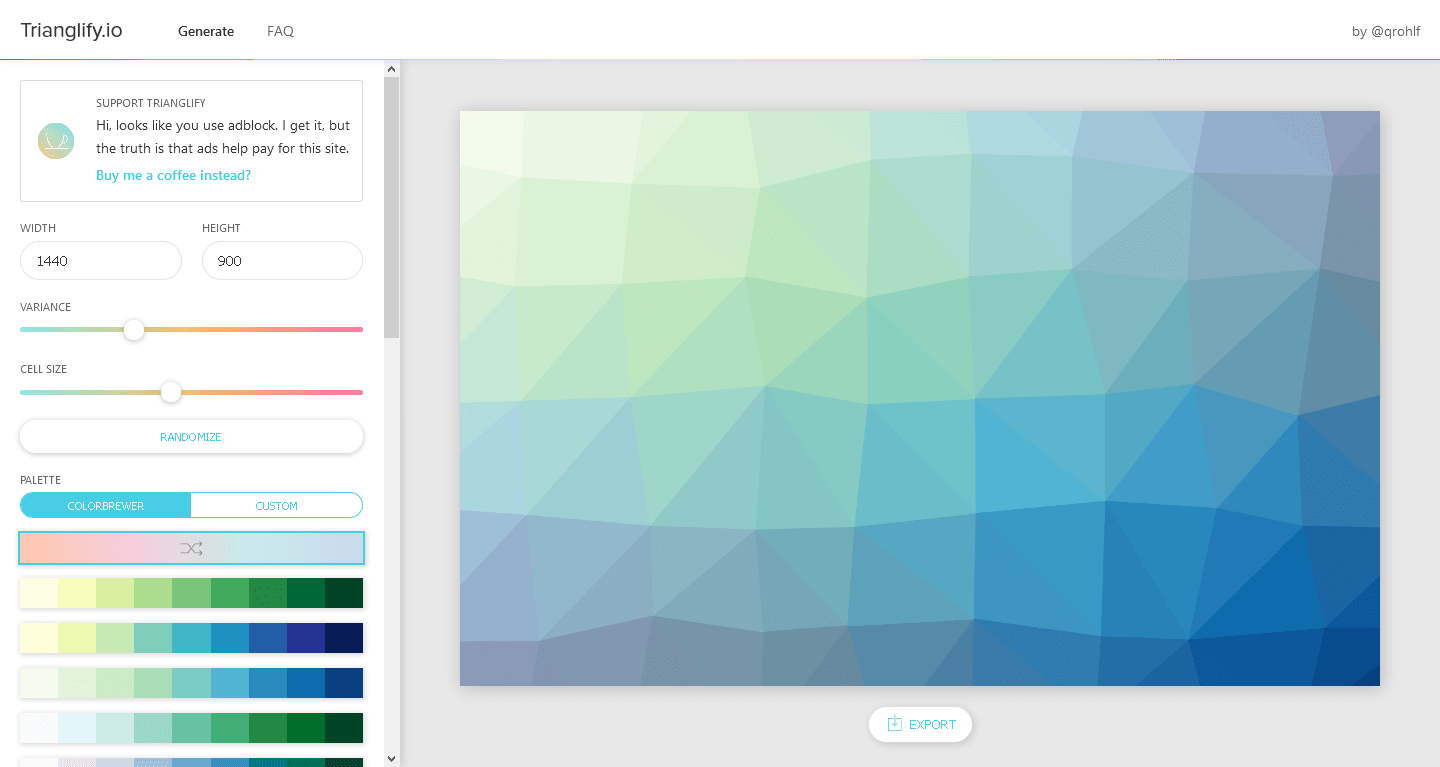 Trianglify.io
Generate
FAQ
by @qrohlf
SUPPORT TRIANGLIFY
Hi, looks like you use adblock. I get it, but
the truth is that ads help pay for this site.
Buy me a coffee instead?
WIDTH
HEIGHT
1440
900
VARIANCE
CELL SIZE
RANDOMIZE
PALETTE
COLORBREWER
CUSTOM
EXPORT